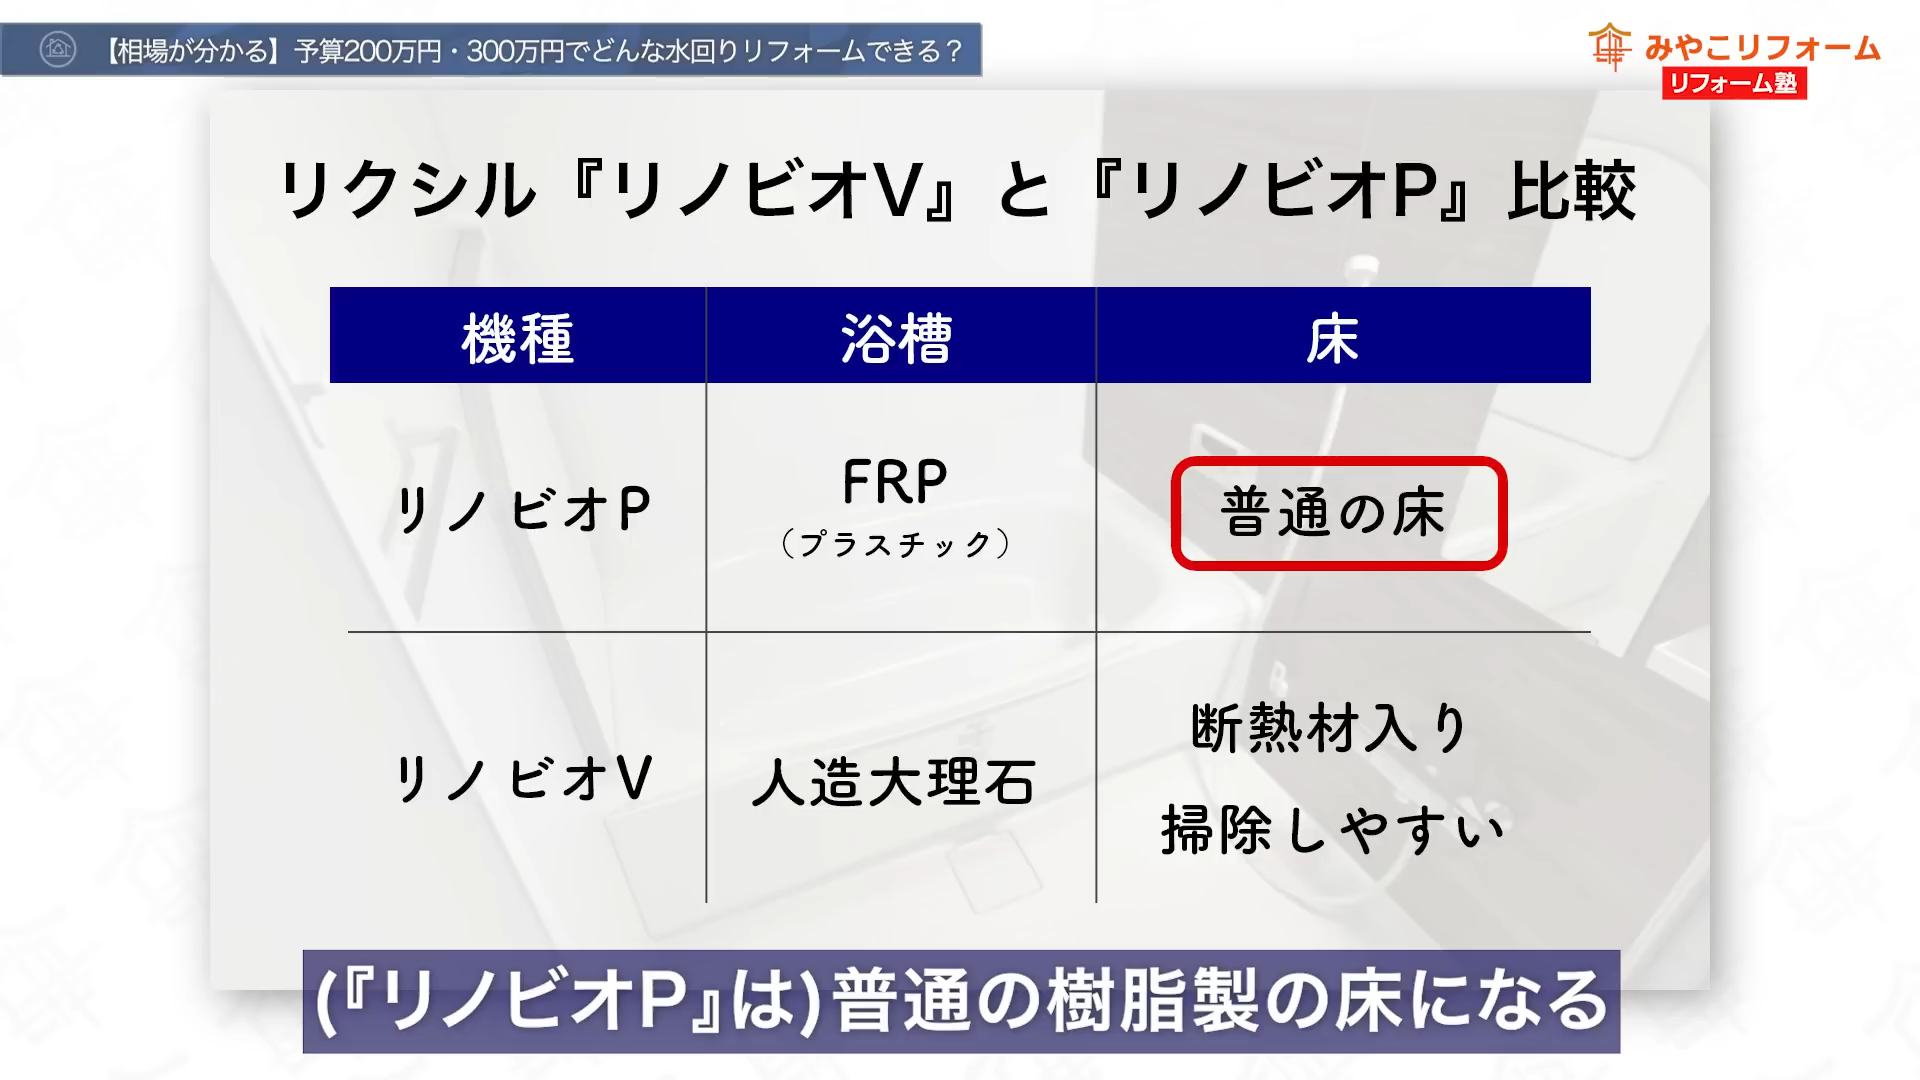 【相場が分かる】予算200万円・300万円でどんな水回りリフォームできる？
みやこリフォーム
リフォーム塾
リクシル『リノビオV』と『リノビオP』比較
機種 浴槽 床
リノビオP FRP 普通の床
（プラスチック）
リノビオV 人造大理石 断熱材入り
掃除しやすい
(『リノビオP』は)普通の樹脂製の床になる